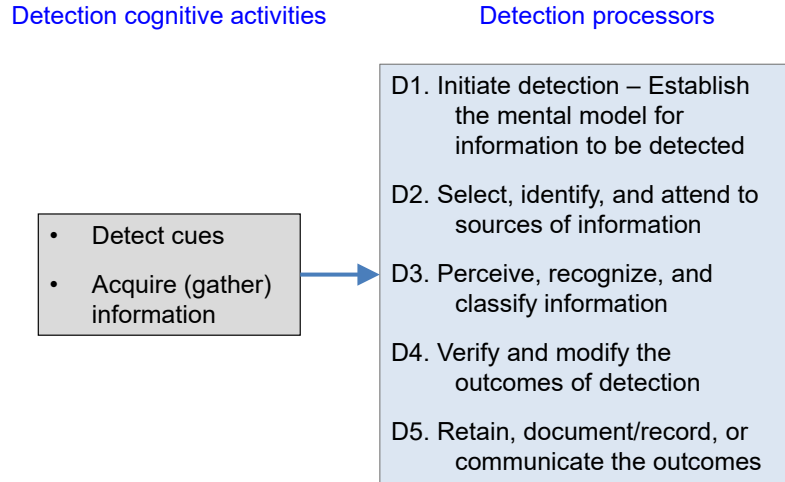 Detection cognitive activities
Detection processors
• Detect cues
• Acquire (gather)
information
D1. Initiate detection – Establish
the mental model for
information to be detected
D2. Select, identify, and attend to
sources of information
D3. Perceive, recognize, and
classify information
D4. Verify and modify the
outcomes of detection
D5. Retain, document/record, or
communicate the outcomes